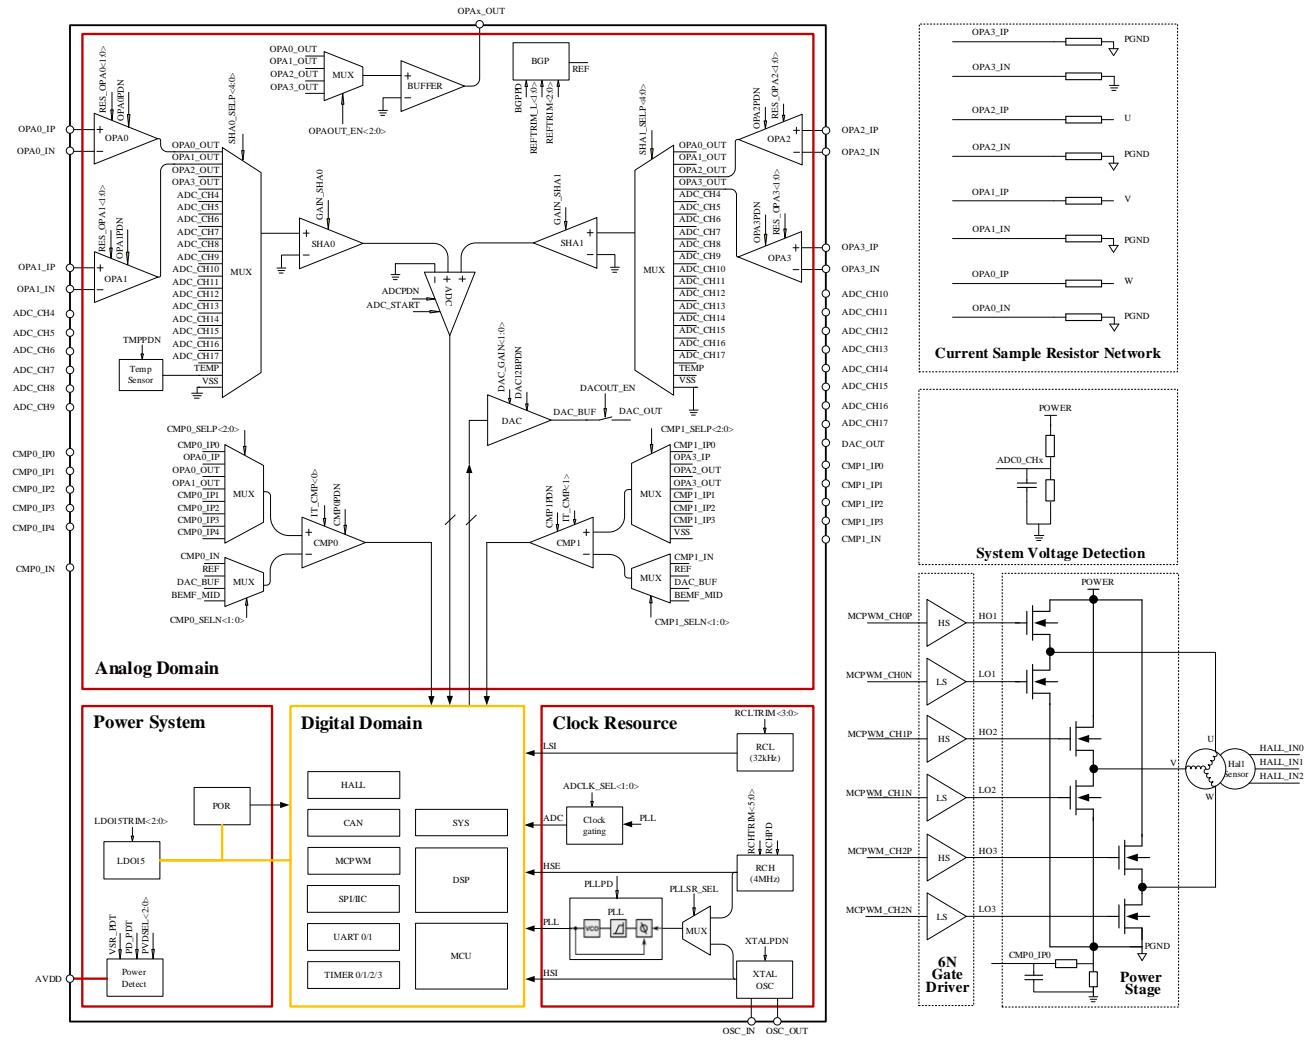 OPAx_OUT
OPA0_OUT
OPA1_OUT
OPA2_OUT
OPA3_OUT
MUX
OPAOUT_EN<2:0>
BUFFER
BGP
REF
BGPPD
REFTRIM_L<1:0>
REFTRIM<2:0>
RES_OPA0<1:0>
OPA0PDN
OPA0_IP
OPA0_IN
OPA0
SHA0_SELP<4:0>
RES_OPA1<1:0>
OPA1PDN
OPA1_IP
OPA1_IN
OPA1
ADC_CH4
ADC_CH5
ADC_CH6
ADC_CH7
ADC_CH8
ADC_CH9
OPA0_OUT
OPA1_OUT
OPA2_OUT
OPA3_OUT
ADC_CH4
ADC_CH5
ADC_CH6
ADC_CH7
ADC_CH8
ADC_CH9
ADC_CH10
ADC_CH11
ADC_CH12
ADC_CH13
ADC_CH14
ADC_CH15
ADC_CH16
ADC_CH17
TEMP
VSS
MUX
TMPPDN
Temp
Sensor
GAIN_SHA0
SHA0
GAIN_SHA1
SHA1
ADC
ADCPDN
ADC_START
SHA1_SELP<4:0>
MUX
OPA0_OUT
OPA1_OUT
OPA2_OUT
OPA3_OUT
ADC_CH4
ADC_CH5
ADC_CH6
ADC_CH7
ADC_CH8
ADC_CH9
ADC_CH10
ADC_CH11
ADC_CH12
ADC_CH13
ADC_CH14
ADC_CH15
ADC_CH16
ADC_CH17
TEMP
VSS
OPA2PDN
RES_OPA2<1:0>
OPA2
OPA2_IP
OPA2_IN
OPA3PDN
RES_OPA3<1:0>
OPA3
OPA3_IP
OPA3_IN
ADC_CH10
ADC_CH11
ADC_CH12
ADC_CH13
ADC_CH14
ADC_CH15
ADC_CH16
ADC_CH17
DAC_OUT
CMP1_IP0
CMP1_IP1
CMP1_IP2
CMP1_IP3
CMP1_IN
DAC_GAIN<1:0>
DAC12BPDN
DAC
DAC_BUF
DACOUT_EN
DAC_OUT
CMP0_IP0
CMP0_IP1
CMP0_IP2
CMP0_IP3
CMP0_IP4
CMP0_IN
CMP0_SELP<2:0>
CMP0_IP0
OPA0_IP
OPA0_OUT
OPA1_OUT
CMP0_IP1
CMP0_IP2
CMP0_IP3
CMP0_IP4
MUX
CMP0_IN
REF
DAC_BUF
BEMF_MID
MUX
CMP0_SELN<1:0>
IT_CMP<0>
CMP0PDN
CMP0
CMP1PDN
IT_CMP<1>
CMP1
CMP1_SELP<2:0>
MUX
CMP1_IP0
OPA3_IP
OPA2_OUT
OPA3_OUT
CMP1_IP1
CMP1_IP2
CMP1_IP3
VSS
MUX
CMP1_IN
REF
DAC_BUF
BEMF_MID
CMP1_SELN<1:0>
Analog Domain
Power System
POR
LDO15TRIM<2:0>
LDO15
VSR_PDT
PD_PDT
PVDSEL<2:0>
Power
Detect
AVDD
Digital Domain
HALL
CAN
MCPWM
SPI/IIC
UART 0/1
TIMER 0/1/2/3
SYS
DSP
MCU
Clock Resource
RCLTRIM<3:0>
LSI
RCL
(32kHz)
ADCLK_SEL<1:0>
ADC
Clock
gating
PLL
RCHTRIM<5:0>
RCHPD
HSE
RCH
(4MHz)
PLLPD
PLLSR_SEL
PLL
PLL
VCO
MUX
XTALPDN
HSI
XTAL
OSC
OSC_IN
OSC_OUT
OPA3_IP
PGND
OPA3_IN
OPA2_IP
U
OPA2_IN
PGND
OPA1_IP
V
OPA1_IN
PGND
OPA0_IP
W
OPA0_IN
PGND
Current Sample Resistor Network
POWER
ADC0_CHx
System Voltage Detection
MCPWM_CH0P
HS
HO1
MCPWM_CH0N
LS
LO1
MCPWM_CH1P
HS
HO2
MCPWM_CH1N
LS
LO2
MCPWM_CH2P
HS
HO3
MCPWM_CH2N
LS
LO3
6N
Gate
Driver
POWER
U
V
W
Hall
Sensor
HALL_IN0
HALL_IN1
HALL_IN2
PGND
CMP0_IP0
Power
Stage